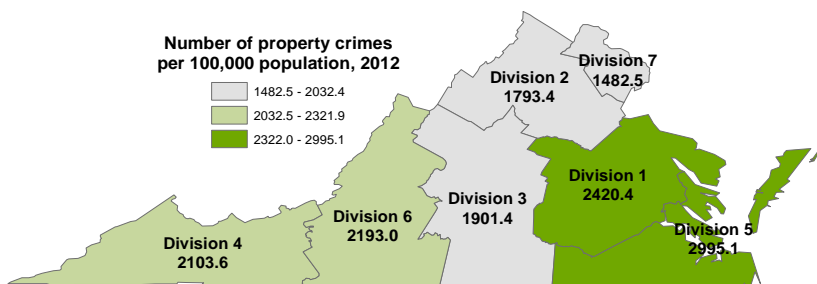 Number of property crimes
per 100,000 population, 2012
1482.5 - 2032.4
2032.5 - 2321.9
2322.0 - 2995.1
Division 7
1482.5
Division 2
1793.4
Division 1
2420.4
Division 3
1901.4
Division 6
2193.0
Division 5
2995.1
Division 4
2103.6